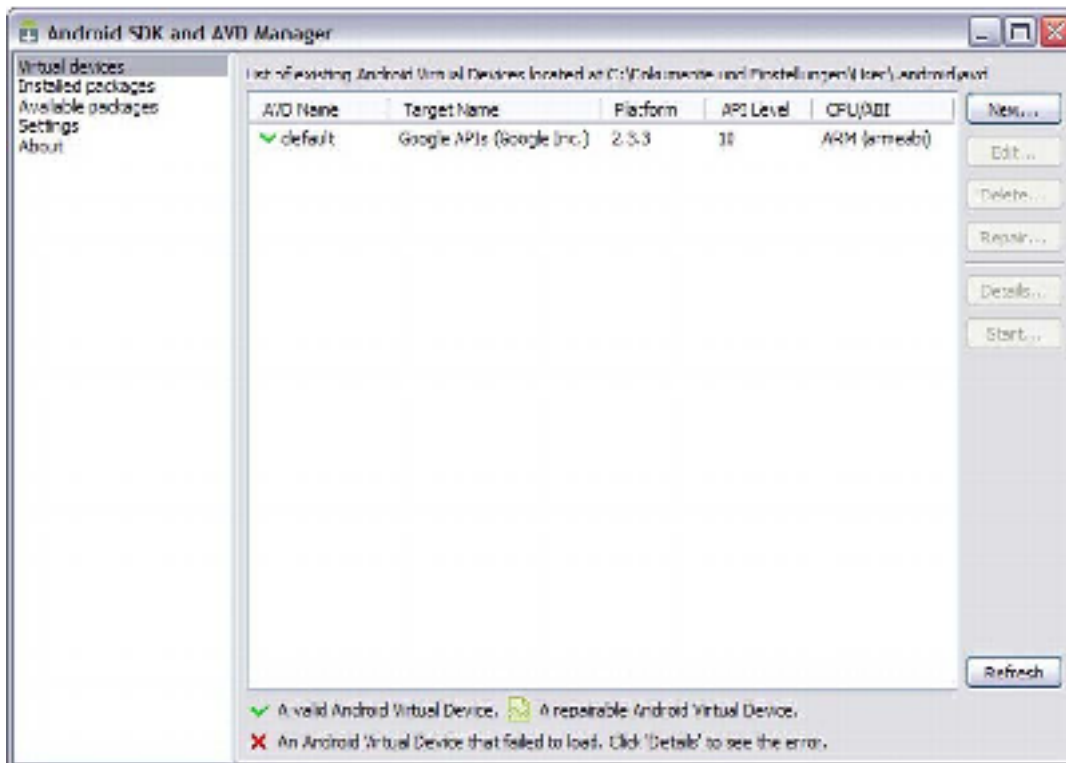 Android SDK and AVD Manager
Virtual devices
Installed packages
Available packages
Settings
About
List of existing Android Virtual Devices located at C:\Dokumente und Einstellungen\User\.android\avd
AVD Name Target Name Platform API Level CPU/ABI
default Google APIs (Google Inc.) 2.3.3 10 ARM (armeabi)
New...
Edit...
Delete...
Repair...
Details...
Start...
Refresh
A valid Android Virtual Device. A repairable Android Virtual Device.
An Android Virtual Device that failed to load. Click 'Details' to see the error.